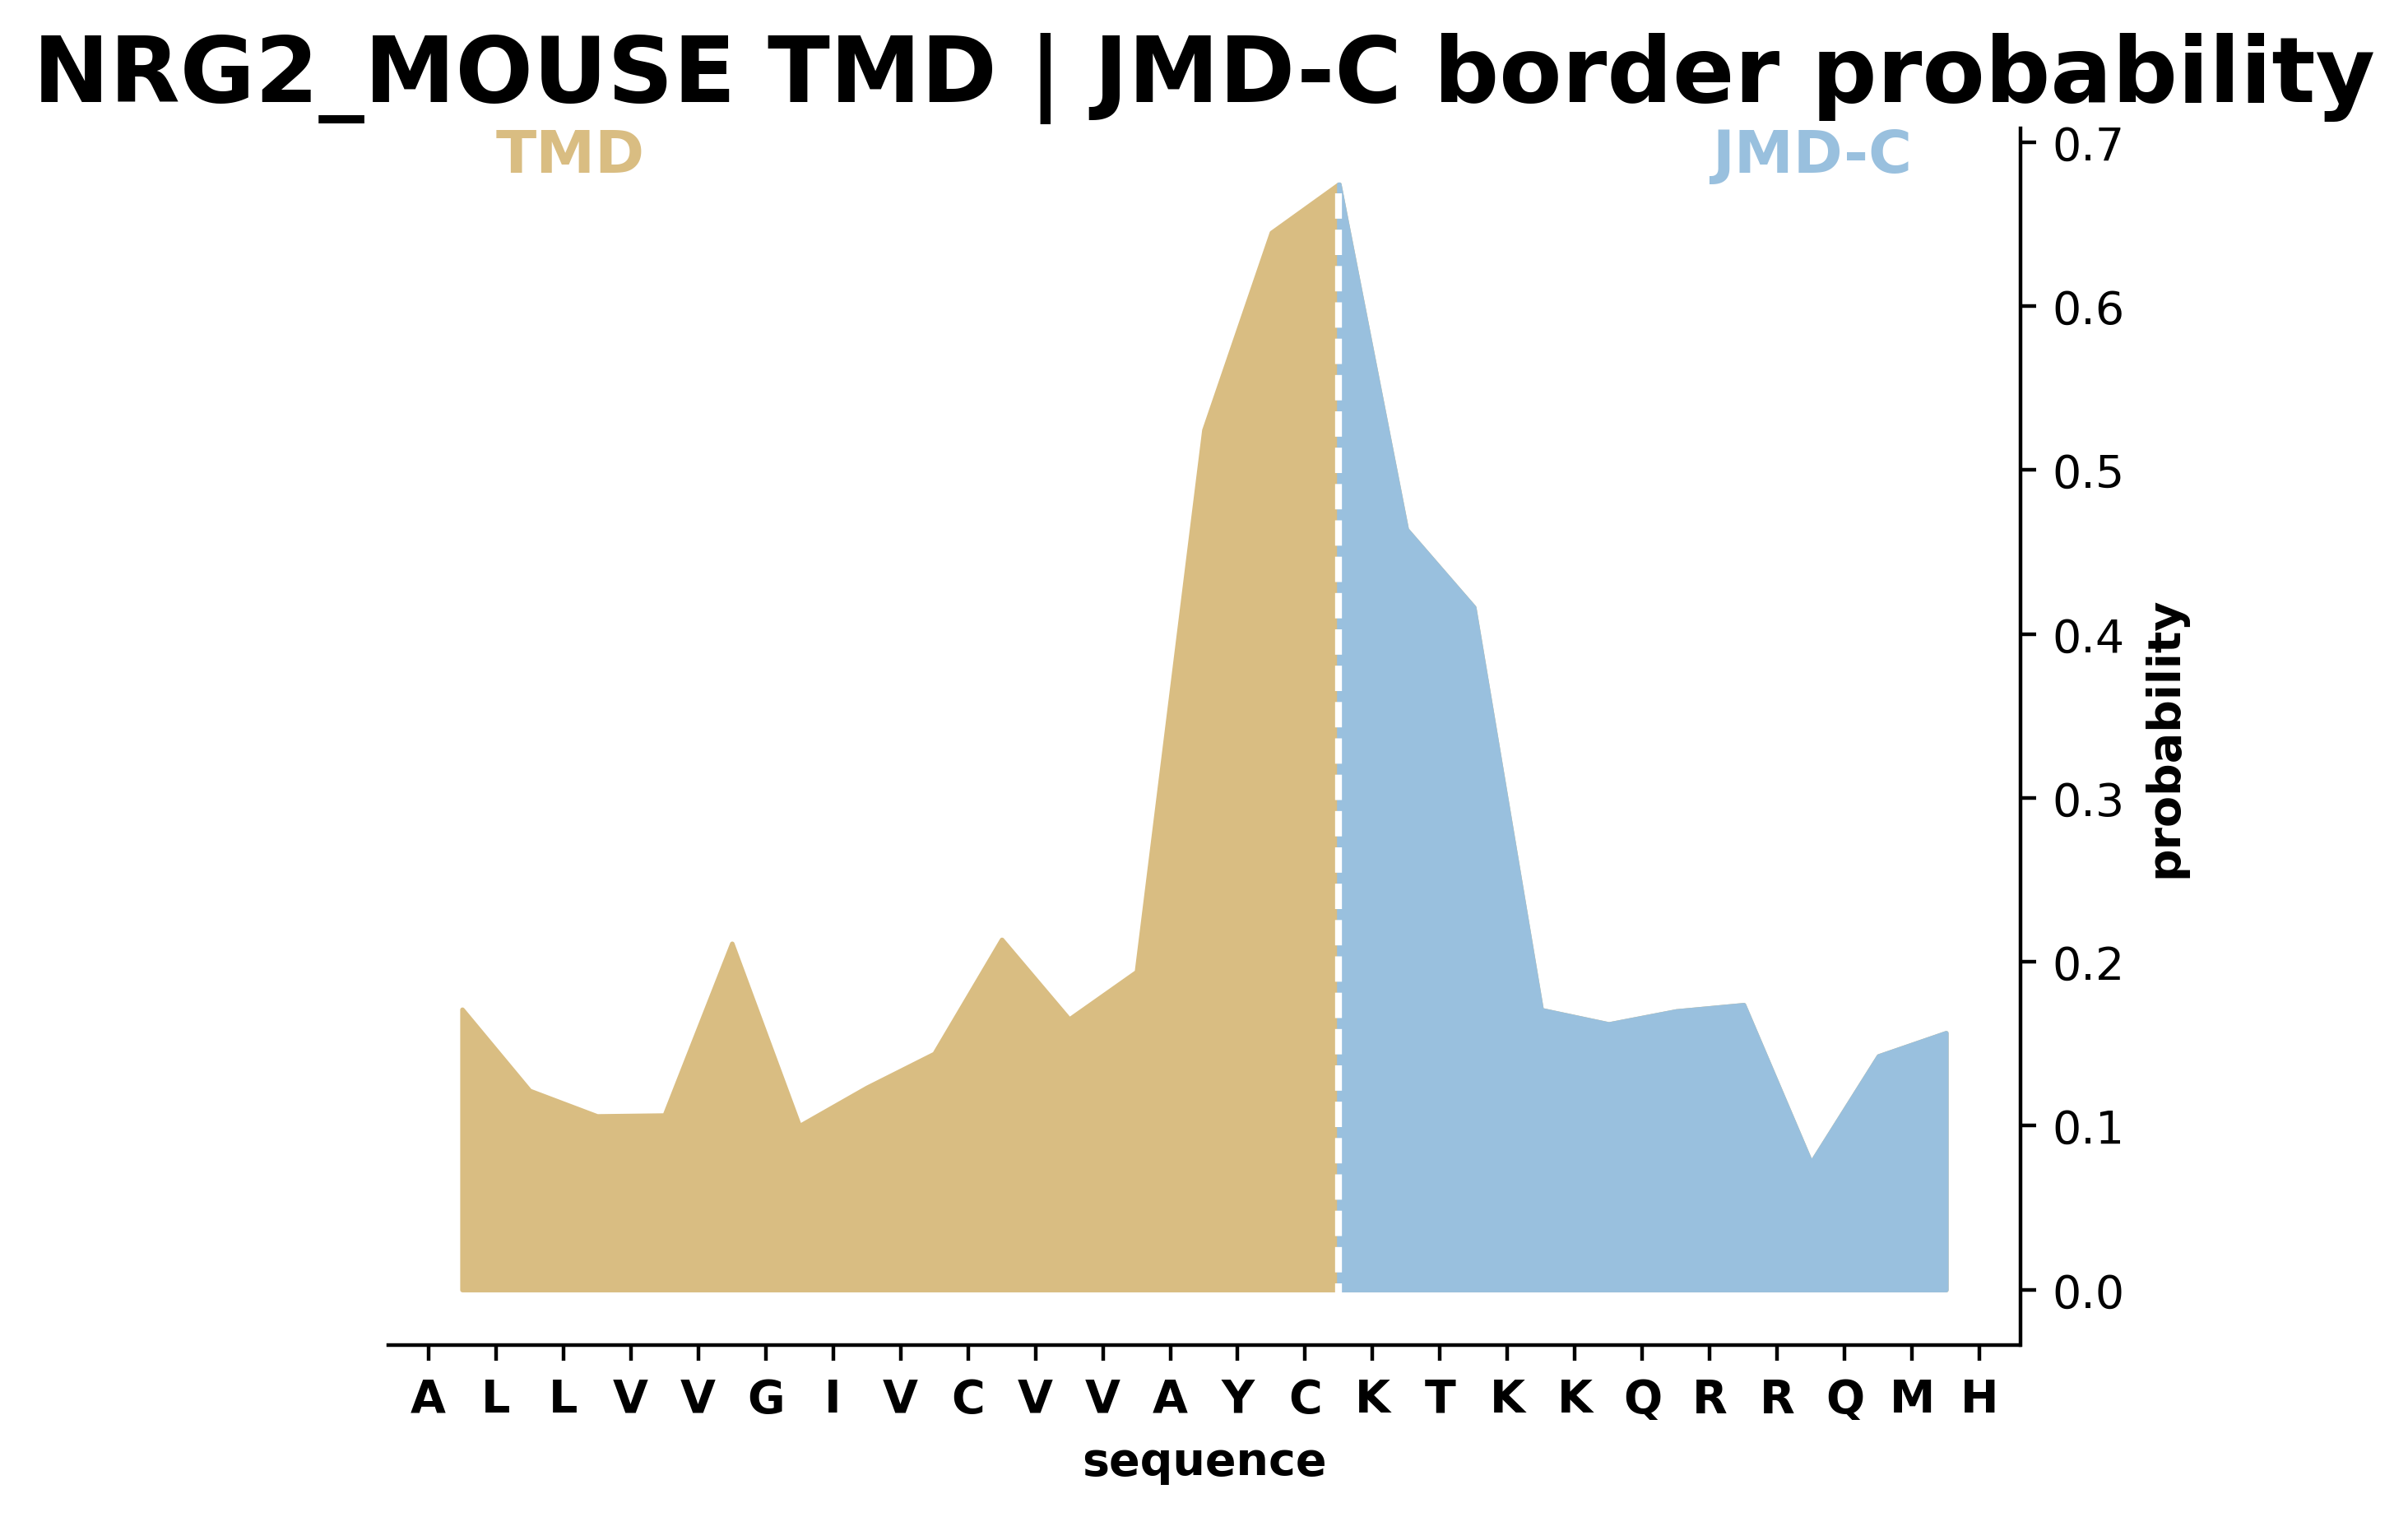 NRG2_MOUSE TMD | JMD-C border probability
TMD
JMD-C
0.7
0.6
0.5
0.4
0.3
0.2
0.1
0.0
probability
A L L V V G I V C V V A Y C K T K K Q R R Q M H
sequence